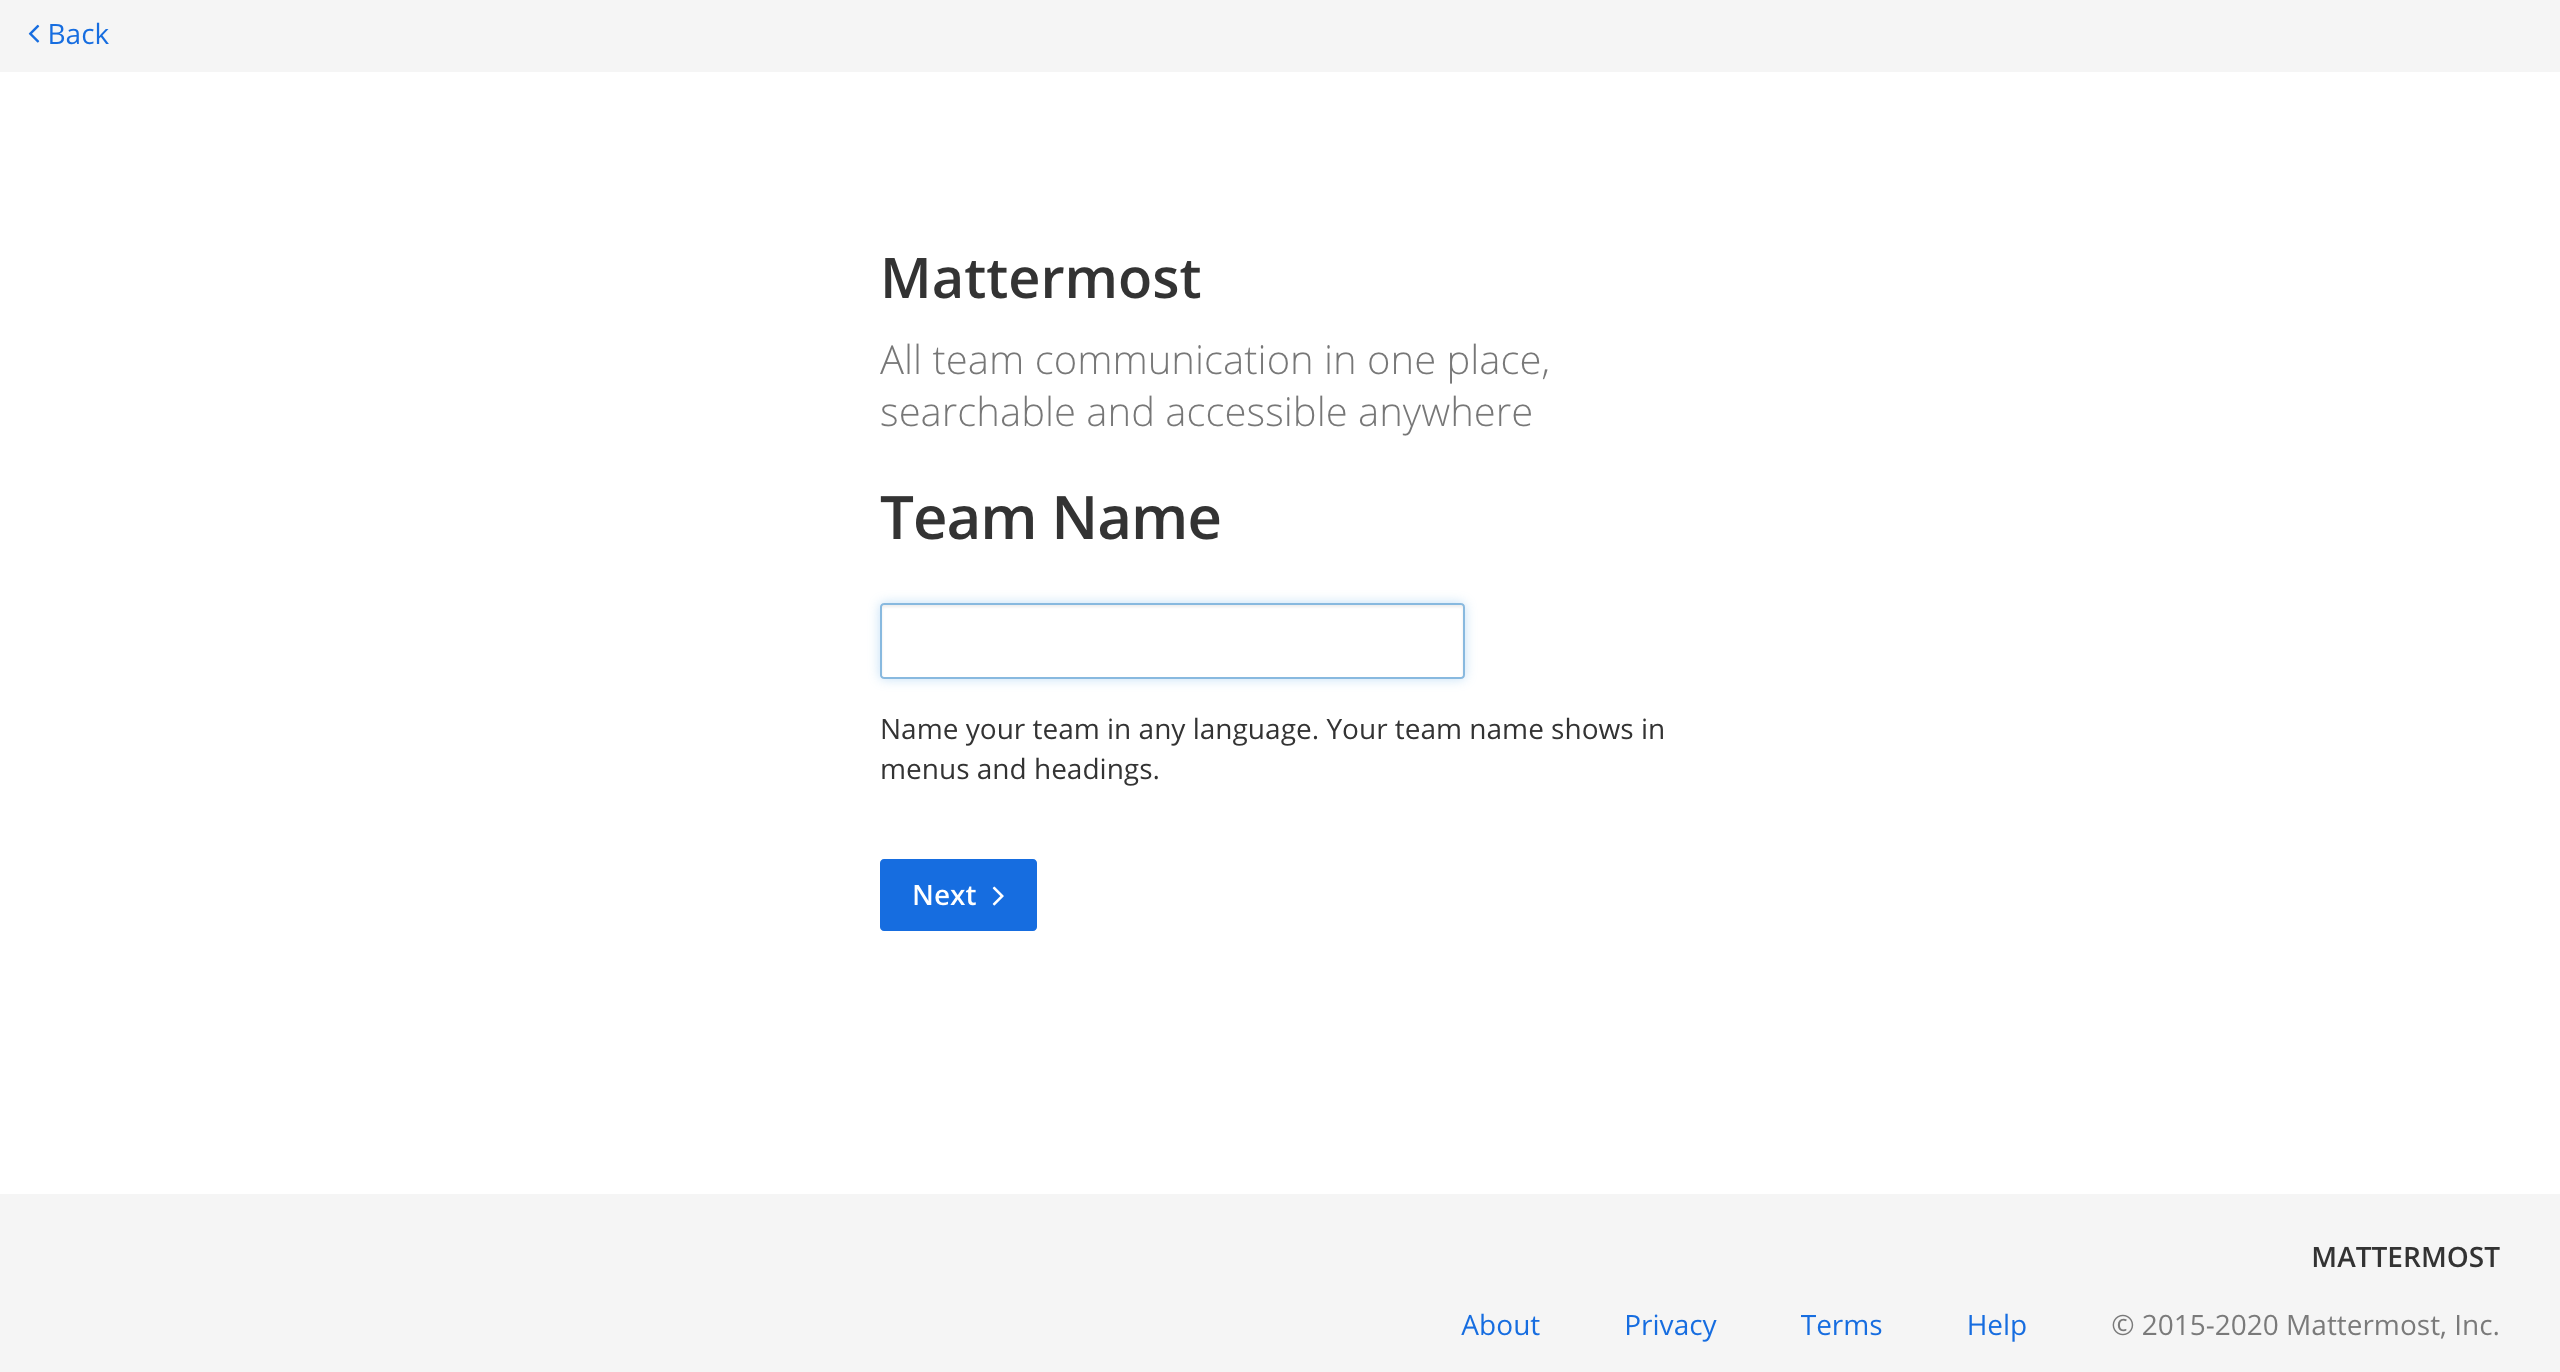 Back
Mattermost
All team communication in one place,
searchable and accessible anywhere
Team Name
Name your team in any language. Your team name shows in
menus and headings.
Next
MATTERMOST
About Privacy Terms Help © 2015-2020 Mattermost, Inc.